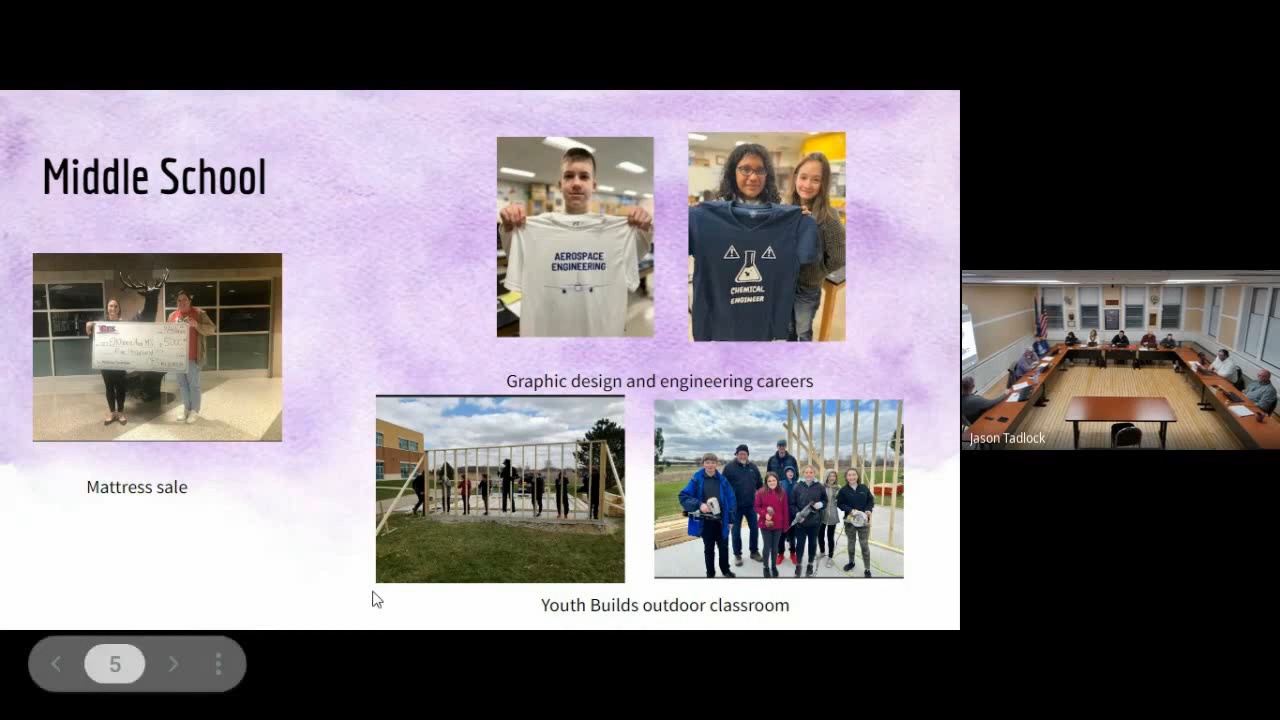 Middle School
AEROSPACE
ENGINEERING
CHEMICAL
ENGINEER
Graphic design and engineering careers
Mattress sale
Youth Builds outdoor classroom
Jason Tadlock
5